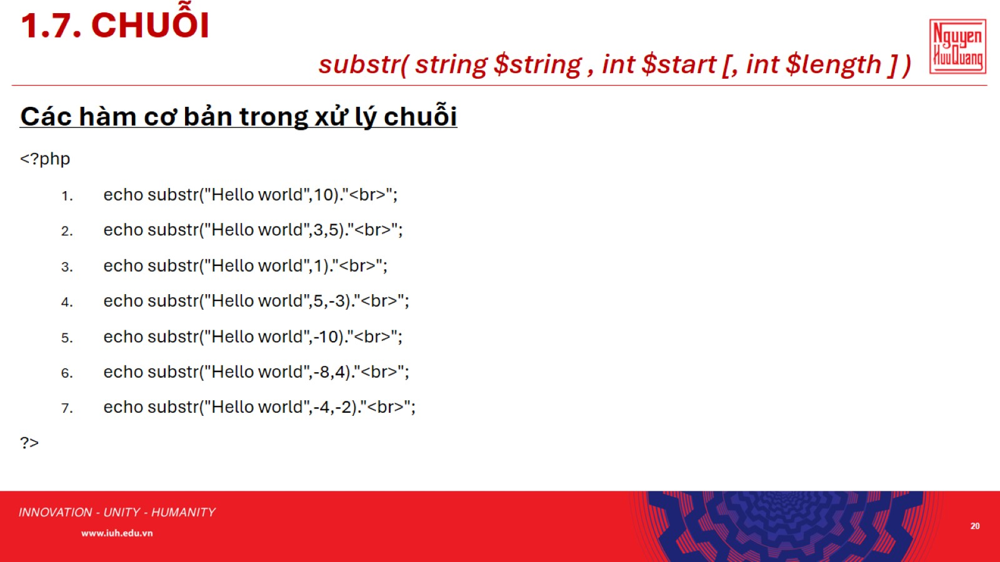 1.7. CHUỖI
substr( string $string , int $start [, int $length ] )
Nguyen
HuuQuang
Các hàm cơ bản trong xử lý chuỗi
<?php
1. echo substr("Hello world",10)."<br>";
2. echo substr("Hello world",3,5)."<br>";
3. echo substr("Hello world",1)."<br>";
4. echo substr("Hello world",5,-3)."<br>";
5. echo substr("Hello world",-10)."<br>";
6. echo substr("Hello world",-8,4)."<br>";
7. echo substr("Hello world",-4,-2)."<br>";
?>
INNOVATION - UNITY - HUMANITY
www.iuh.edu.vn
20